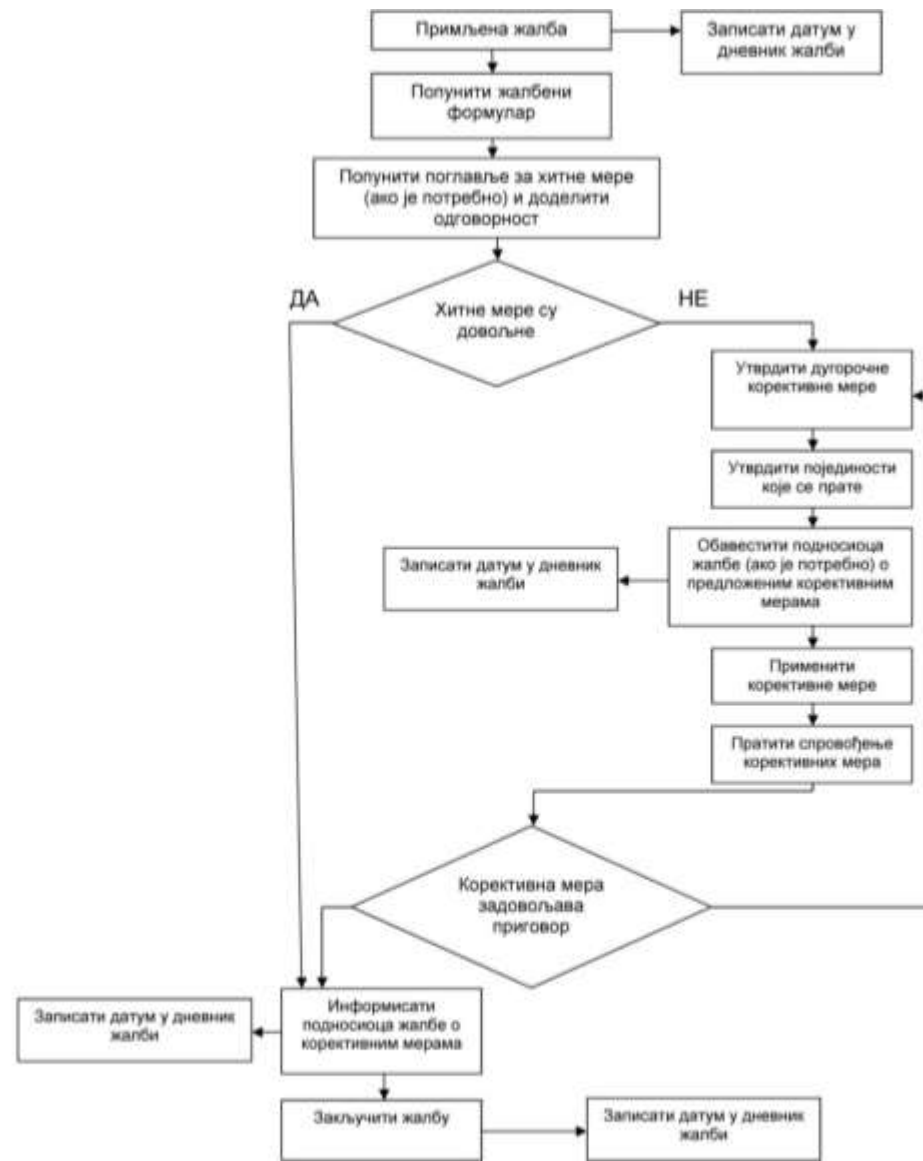 Примљена жалба
Записати датум у
дневник жалби
Попунити жалбени
формулар
Попунити поглавље за хитне мере
(ако је потребно) и доделити
одговорност
ДА
НЕ
Хитне мере су
довољне
Утврдити дугорочне
корективне мере
Утврдити појединости
које се прате
Обавестити подносиоца
жалбе (ако је потребно) о
предложеним корективним
мерама
Записати датум у дневник
жалби
Применити
корективне мере
Пратити спровођење
корективних мера
Корективна мера
задовољава
приговор
Информисати
подносиоца жалбе о
корективним мерама
Записати датум у дневник
жалби
Закључити жалбу
Записати датум у дневник
жалби